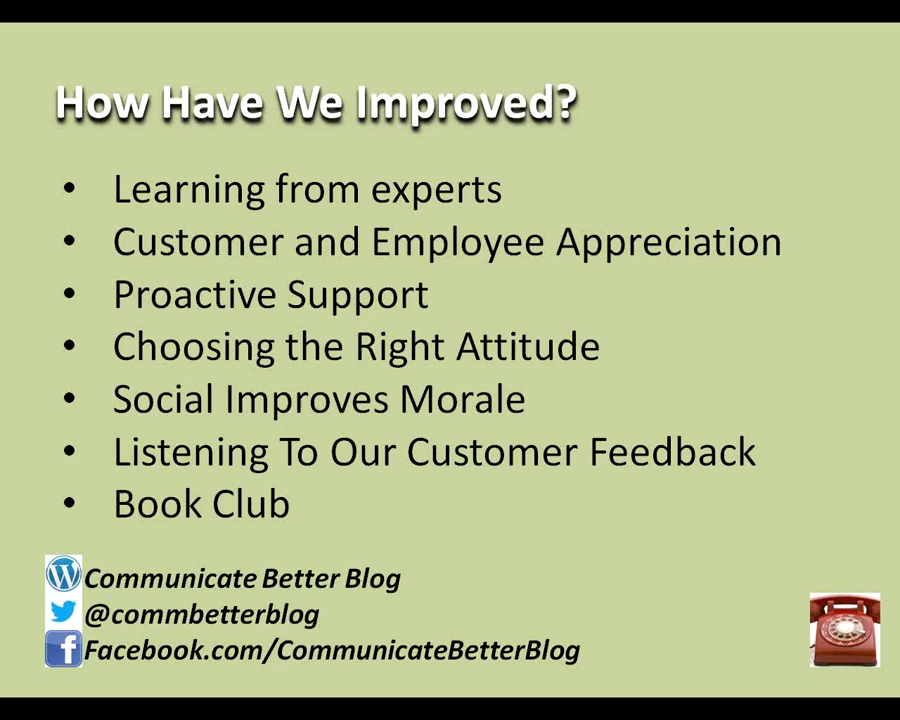 How Have We Improved?
• Learning from experts
• Customer and Employee Appreciation
• Proactive Support
• Choosing the Right Attitude
• Social Improves Morale
• Listening To Our Customer Feedback
• Book Club
Communicate Better Blog
@commbetterblog
Facebook.com/CommunicateBetterBlog